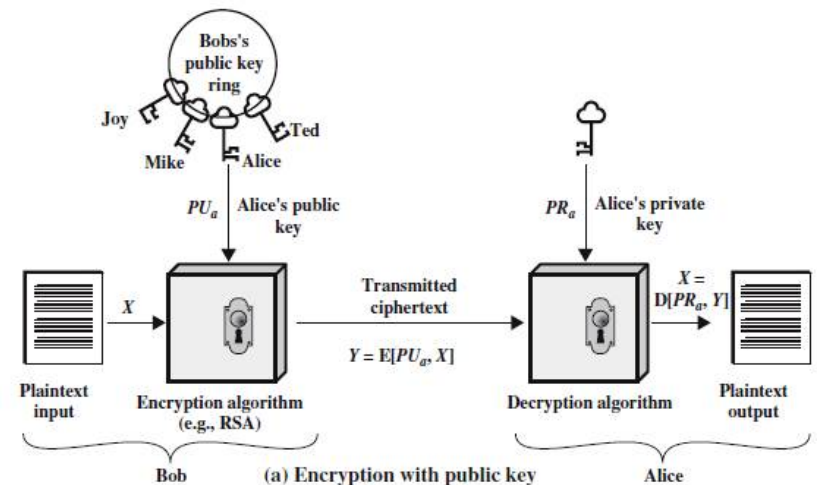 Bobs's
public key
ring
Joy
Ted
Mike
Alice
PUa
Alice's public
key
PRa
Alice's private
key
X
Transmitted
ciphertext
X =
D[PRa, Y]
Y = E[PUa, X]
Plaintext
input
Encryption algorithm
(e.g., RSA)
Decryption algorithm
Plaintext
output
Bob
(a) Encryption with public key
Alice